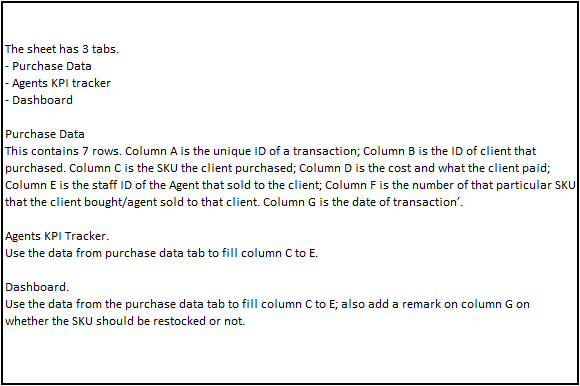 The sheet has 3 tabs.
- Purchase Data
- Agents KPI tracker
- Dashboard
Purchase Data
This contains 7 rows. Column A is the unique ID of a transaction; Column B is the ID of client that
purchased. Column C is the SKU the client purchased; Column D is the cost and what the client paid;
Column E is the staff ID of the Agent that sold to the client; Column F is the number of that particular SKU
that the client bought/agent sold to that client. Column G is the date of transaction’.
Agents KPI Tracker.
Use the data from purchase data tab to fill column C to E.
Dashboard.
Use the data from the purchase data tab to fill column C to E; also add a remark on column G on
whether the SKU should be restocked or not.